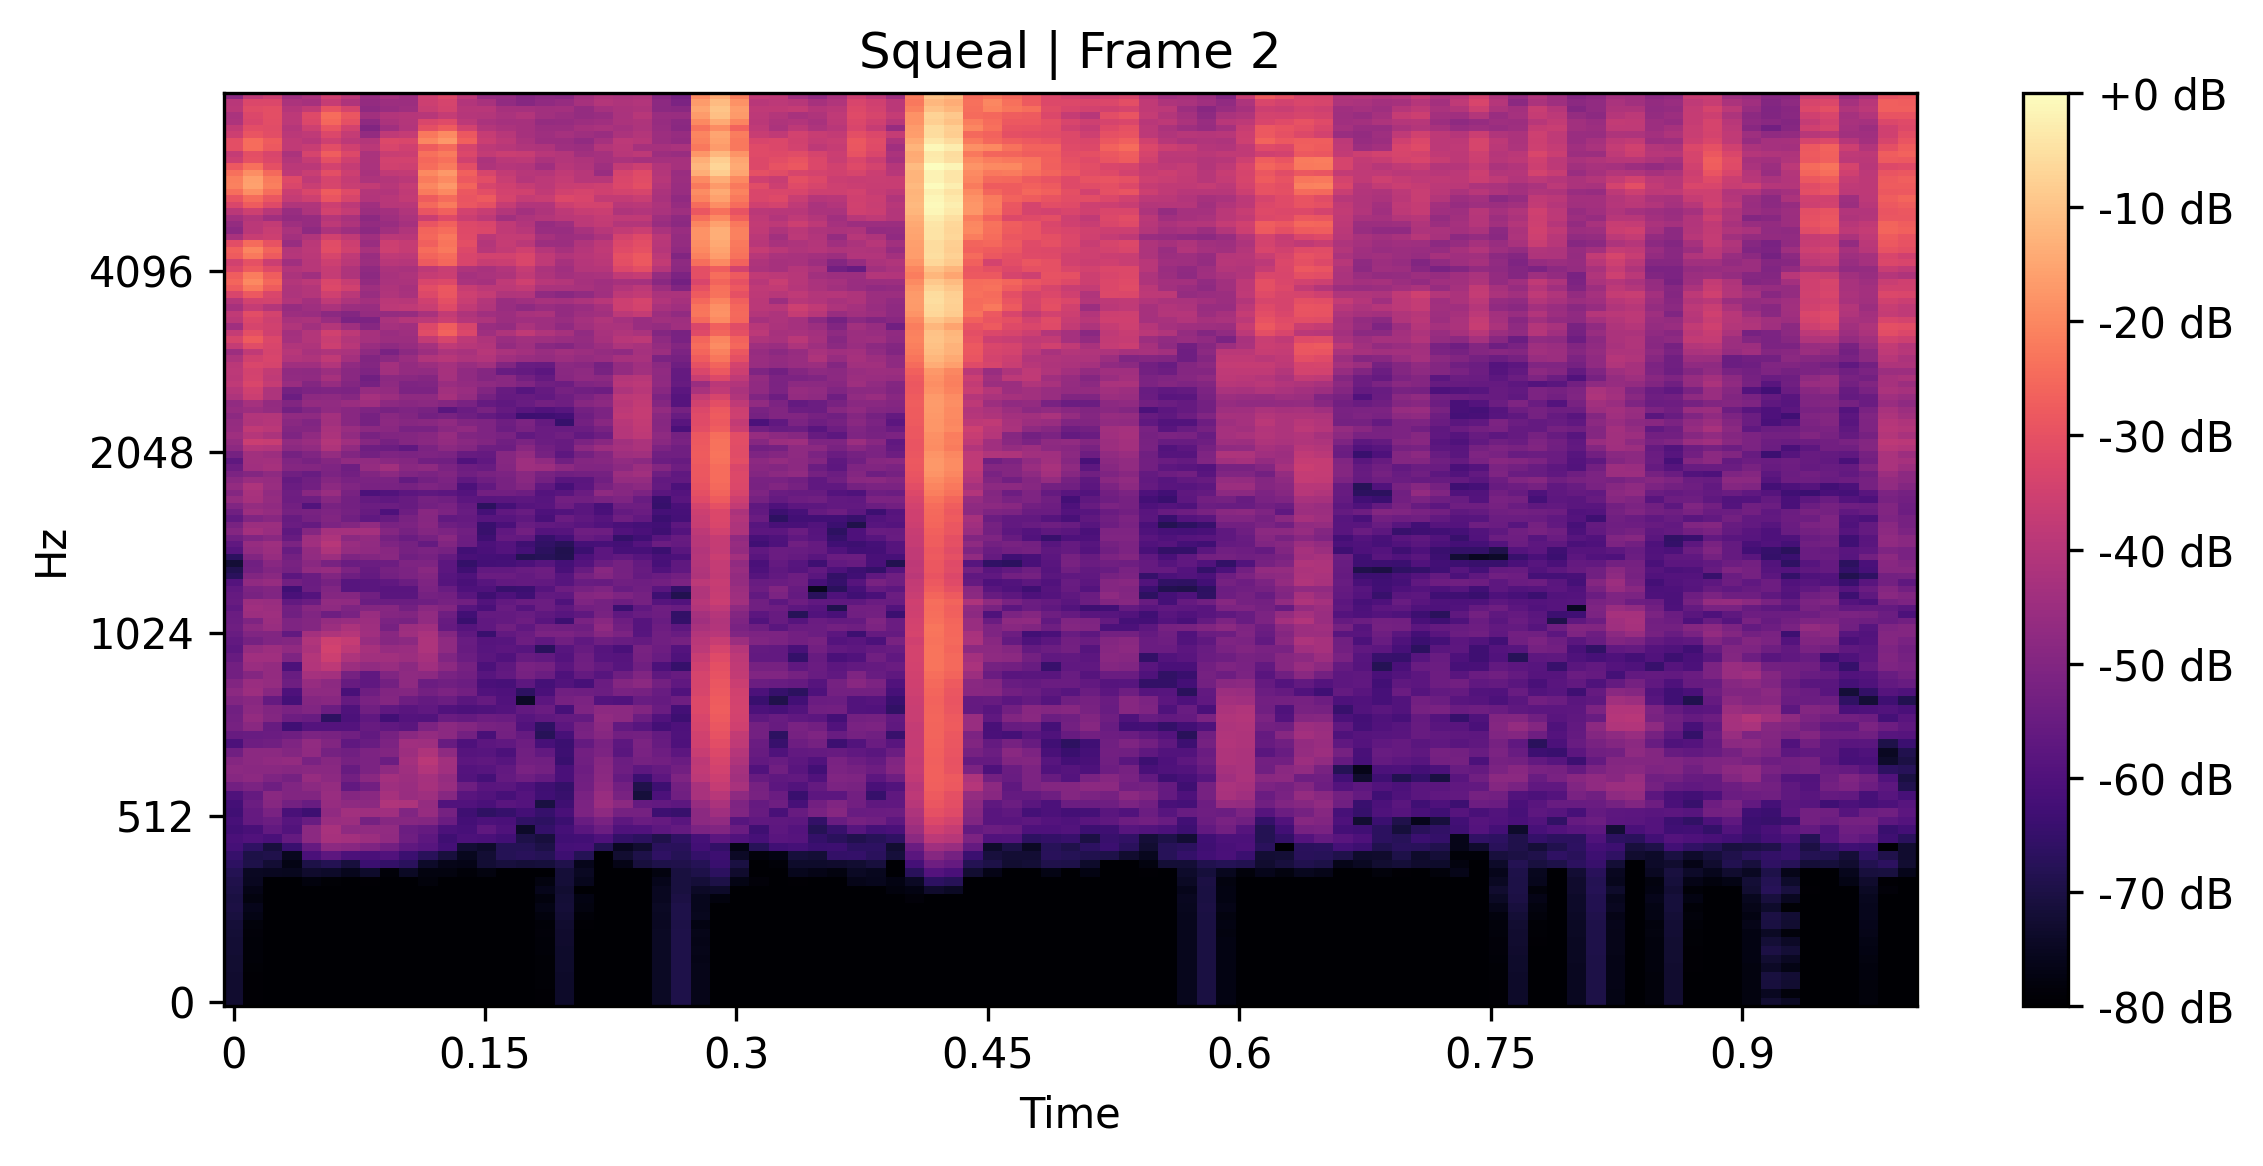 Squeal | Frame 2
+0 dB
-10 dB
-20 dB
-30 dB
-40 dB
-50 dB
-60 dB
-70 dB
-80 dB
Hz
4096
2048
1024
512
0
0 0.15 0.3 0.45 0.6 0.75 0.9
Time